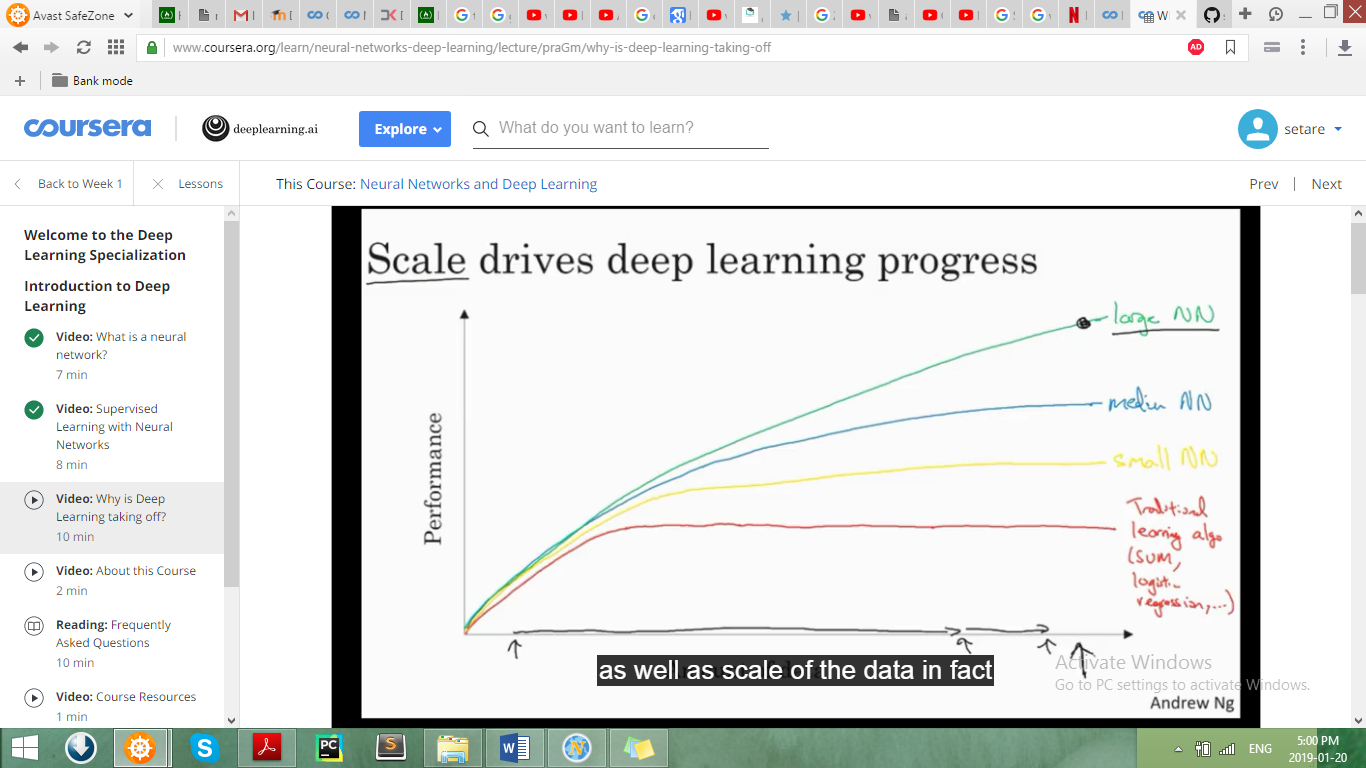 Avast SafeZone
www.coursera.org/learn/neural-networks-deep-learning/lecture/praGm/why-is-deep-learning-taking-off
AD
Bank mode
coursera
deeplearning.ai
Explore
What do you want to learn?
setare
Back to Week 1
Lessons
This Course: Neural Networks and Deep Learning
Prev | Next
Welcome to the Deep
Learning Specialization
Introduction to Deep
Learning
Video: What is a neural
network?
7 min
Video: Supervised
Learning with Neural
Networks
8 min
Video: Why is Deep
Learning taking off?
10 min
Video: About this Course
2 min
Reading: Frequently
Asked Questions
10 min
Video: Course Resources
1 min
Scale drives deep learning progress
Performance
large NN
NN
small NN
Traditional
learning algo
(SVM,
regression,...)
as well as scale of the data in fact
Activate Windows
Go to PC settings to activate Windows.
Andrew Ng
PC
ENG
5:00 PM
2019-01-20